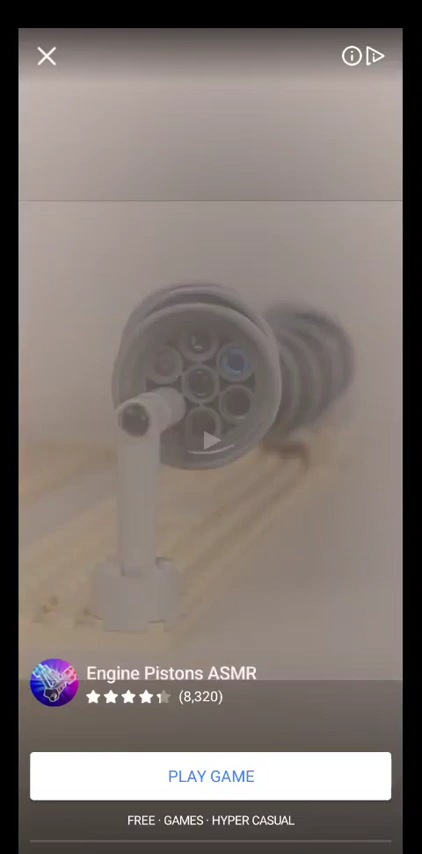 Engine Pistons ASMR
(8,320)
PLAY GAME
FREE · GAMES · HYPER CASUAL